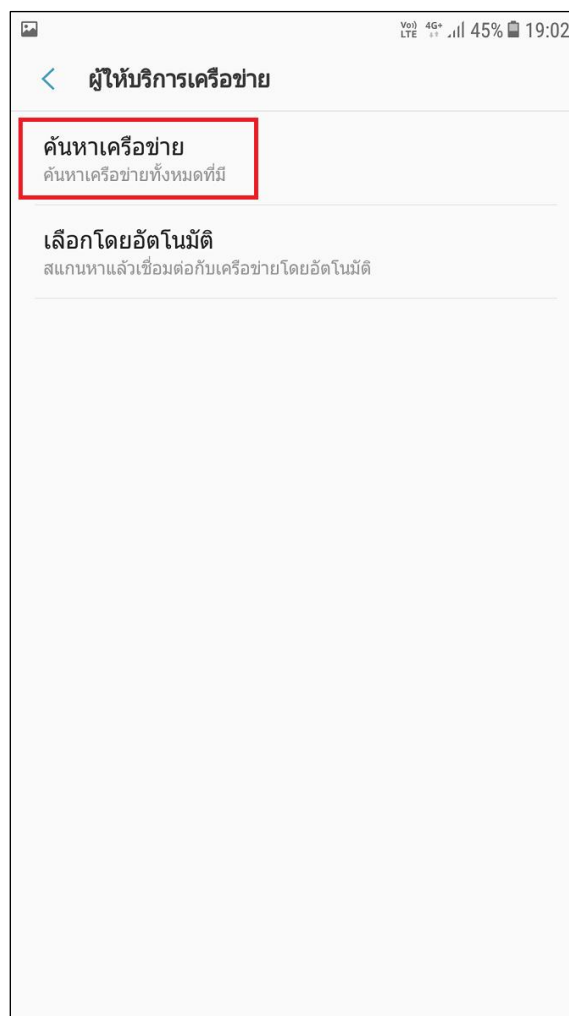 Vo)) LTE 4G+ 45% 19:02
ผู้ให้บริการเครือข่าย
ค้นหาเครือข่าย
ค้นหาเครือข่ายทั้งหมดที่มี
เลือกโดยอัตโนมัติ
สแกนหาแล้วเชื่อมต่อกับเครือข่ายโดยอัตโนมัติ